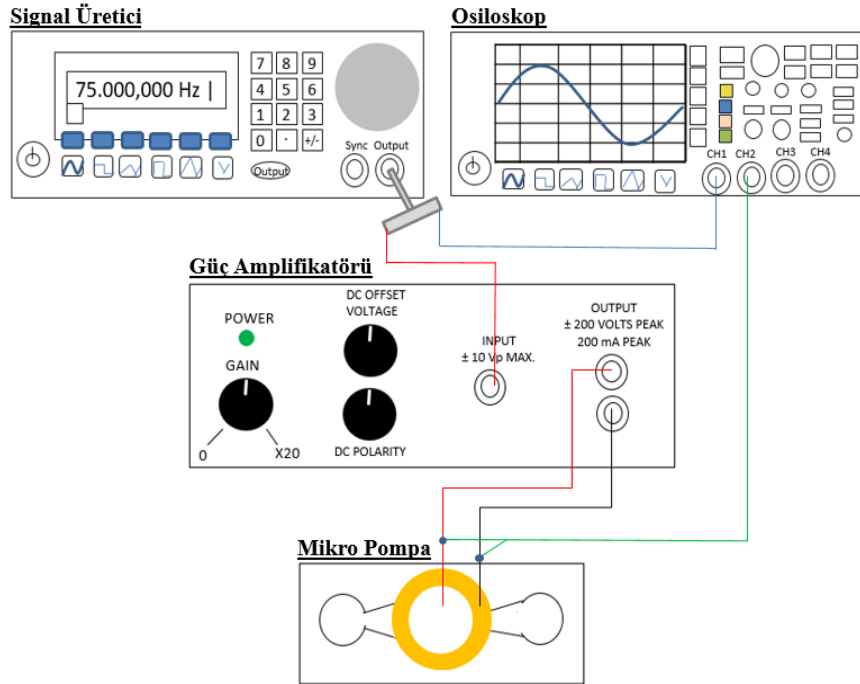 Signal Üretici
Osiloskop
75.000,000 Hz |
7 8 9
4 5 6
1 2 3
0 · +/-
Sync Output
Output
CH1 CH2 CH3 CH4
Güç Amplifikatörü
POWER
GAIN
0 X20
DC OFFSET
VOLTAGE
DC POLARITY
INPUT
± 10 Vp MAX.
OUTPUT
± 200 VOLTS PEAK
200 mA PEAK
Mikro Pompa